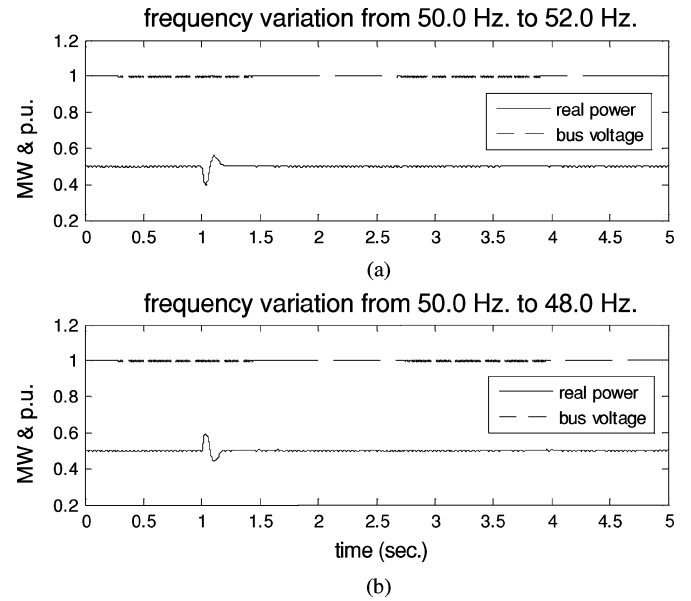 frequency variation from 50.0 Hz. to 52.0 Hz.
1.2
1
0.8
0.6
0.4
0.2
MW & p.u.
real power
bus voltage
0 0.5 1 1.5 2 2.5 3 3.5 4 4.5 5
(a)
frequency variation from 50.0 Hz. to 48.0 Hz.
1.2
1
0.8
0.6
0.4
0.2
MW & p.u.
real power
bus voltage
0 0.5 1 1.5 2 2.5 3 3.5 4 4.5 5
time (sec.)
(b)